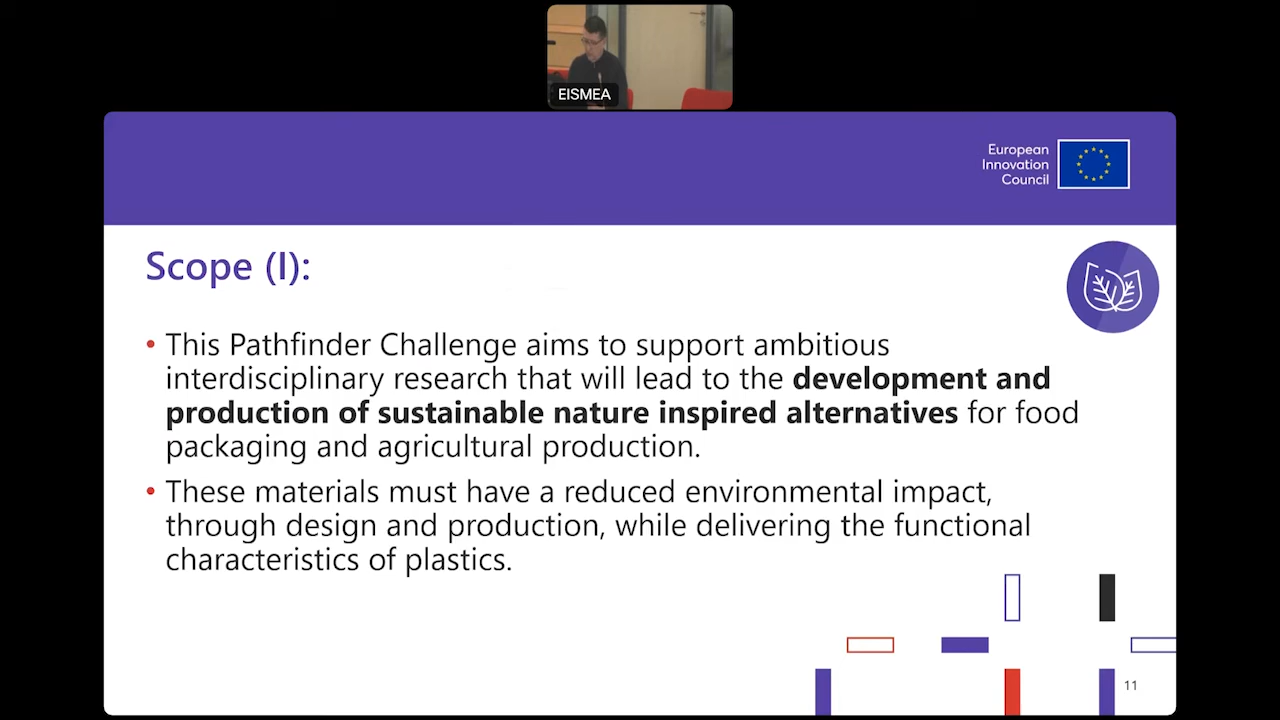 EISMEA
European
Innovation
Council
Scope (I):
• This Pathfinder Challenge aims to support ambitious
interdisciplinary research that will lead to the development and
production of sustainable nature inspired alternatives for food
packaging and agricultural production.
• These materials must have a reduced environmental impact,
through design and production, while delivering the functional
characteristics of plastics.
11